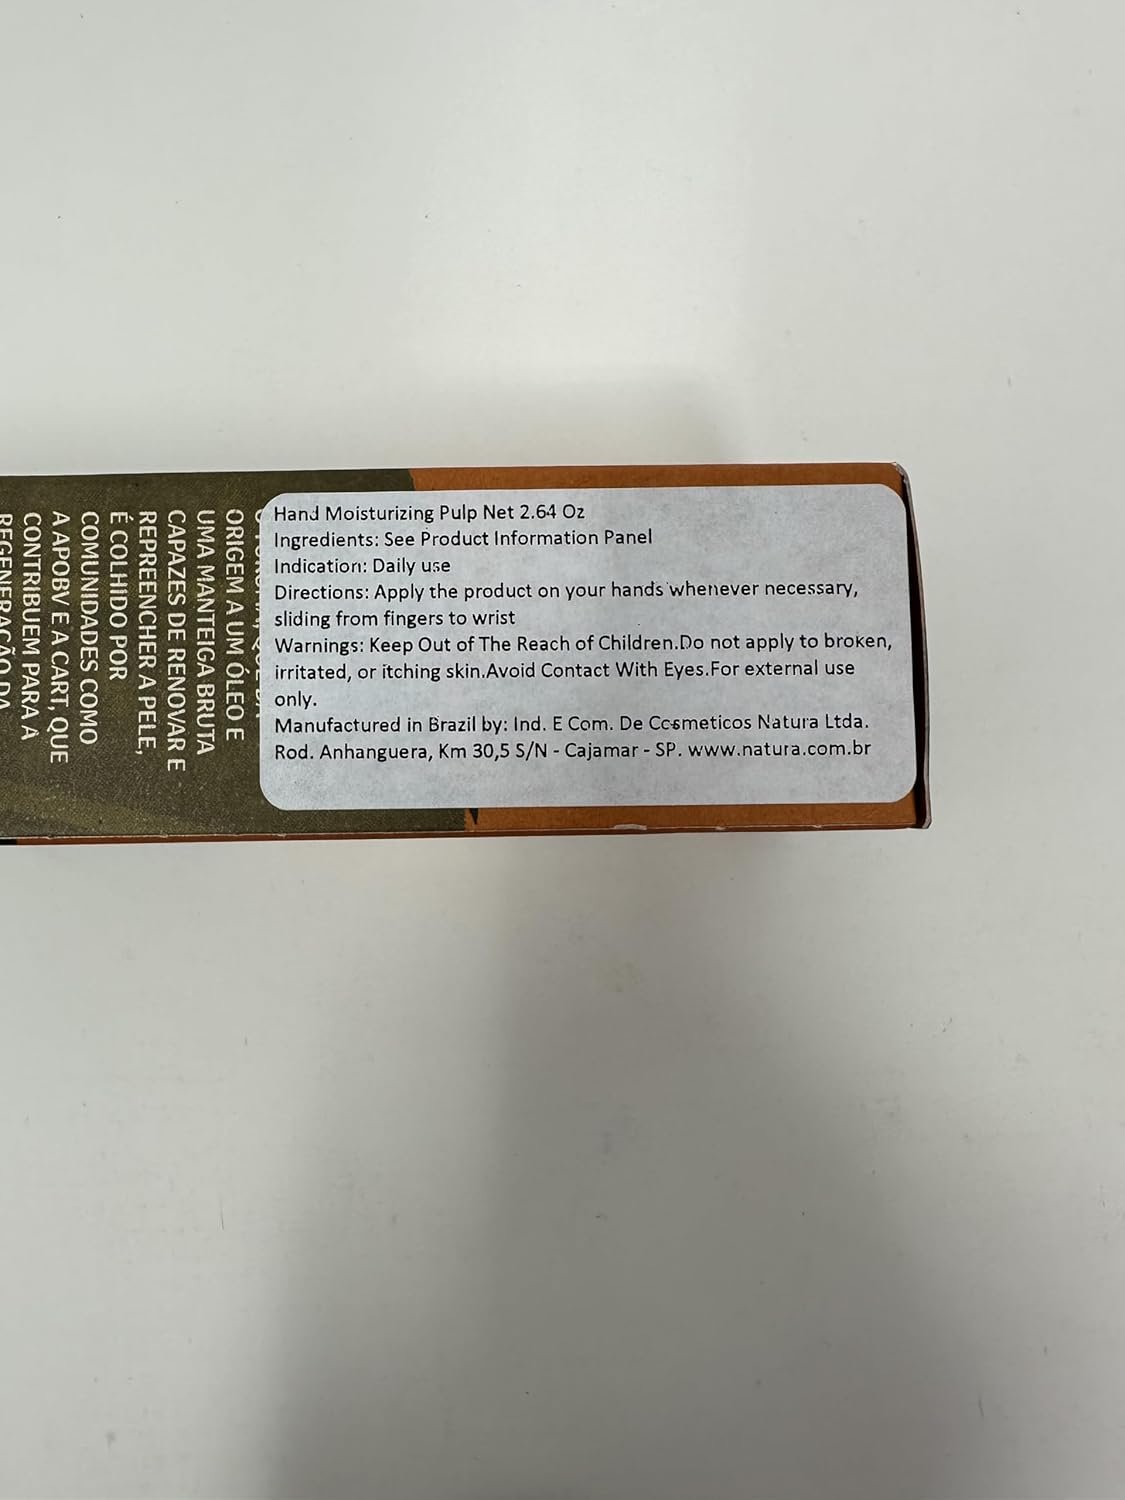 Hand Moisturizing Pulp Net 2.64 Oz
Ingredients: See Product Information Panel
Indication: Daily use
Directions: Apply the product on your hands whenever necessary,
sliding from fingers to wrist
Warnings: Keep Out of The Reach of Children.Do not apply to broken,
irritated, or itching skin.Avoid Contact With Eyes.For external use
only.
Manufactured in Brazil by: Ind. E Com. De Cosmeticos Natura Ltda.
Rod. Anhanguera, Km 30,5 S/N - Cajamar - SP. www.natura.com.br
ORIGEM A UM ÓLEO E
UMA MANTEIGA BRUTA
CAPAZES DE RENOVAR E
REPREENCHER A PELE,
É COLHIDO POR
COMUNIDADES COMO
A APOBV E A CART, QUE
CONTRIBUEM PARA A
REGENERAÇÃO DA